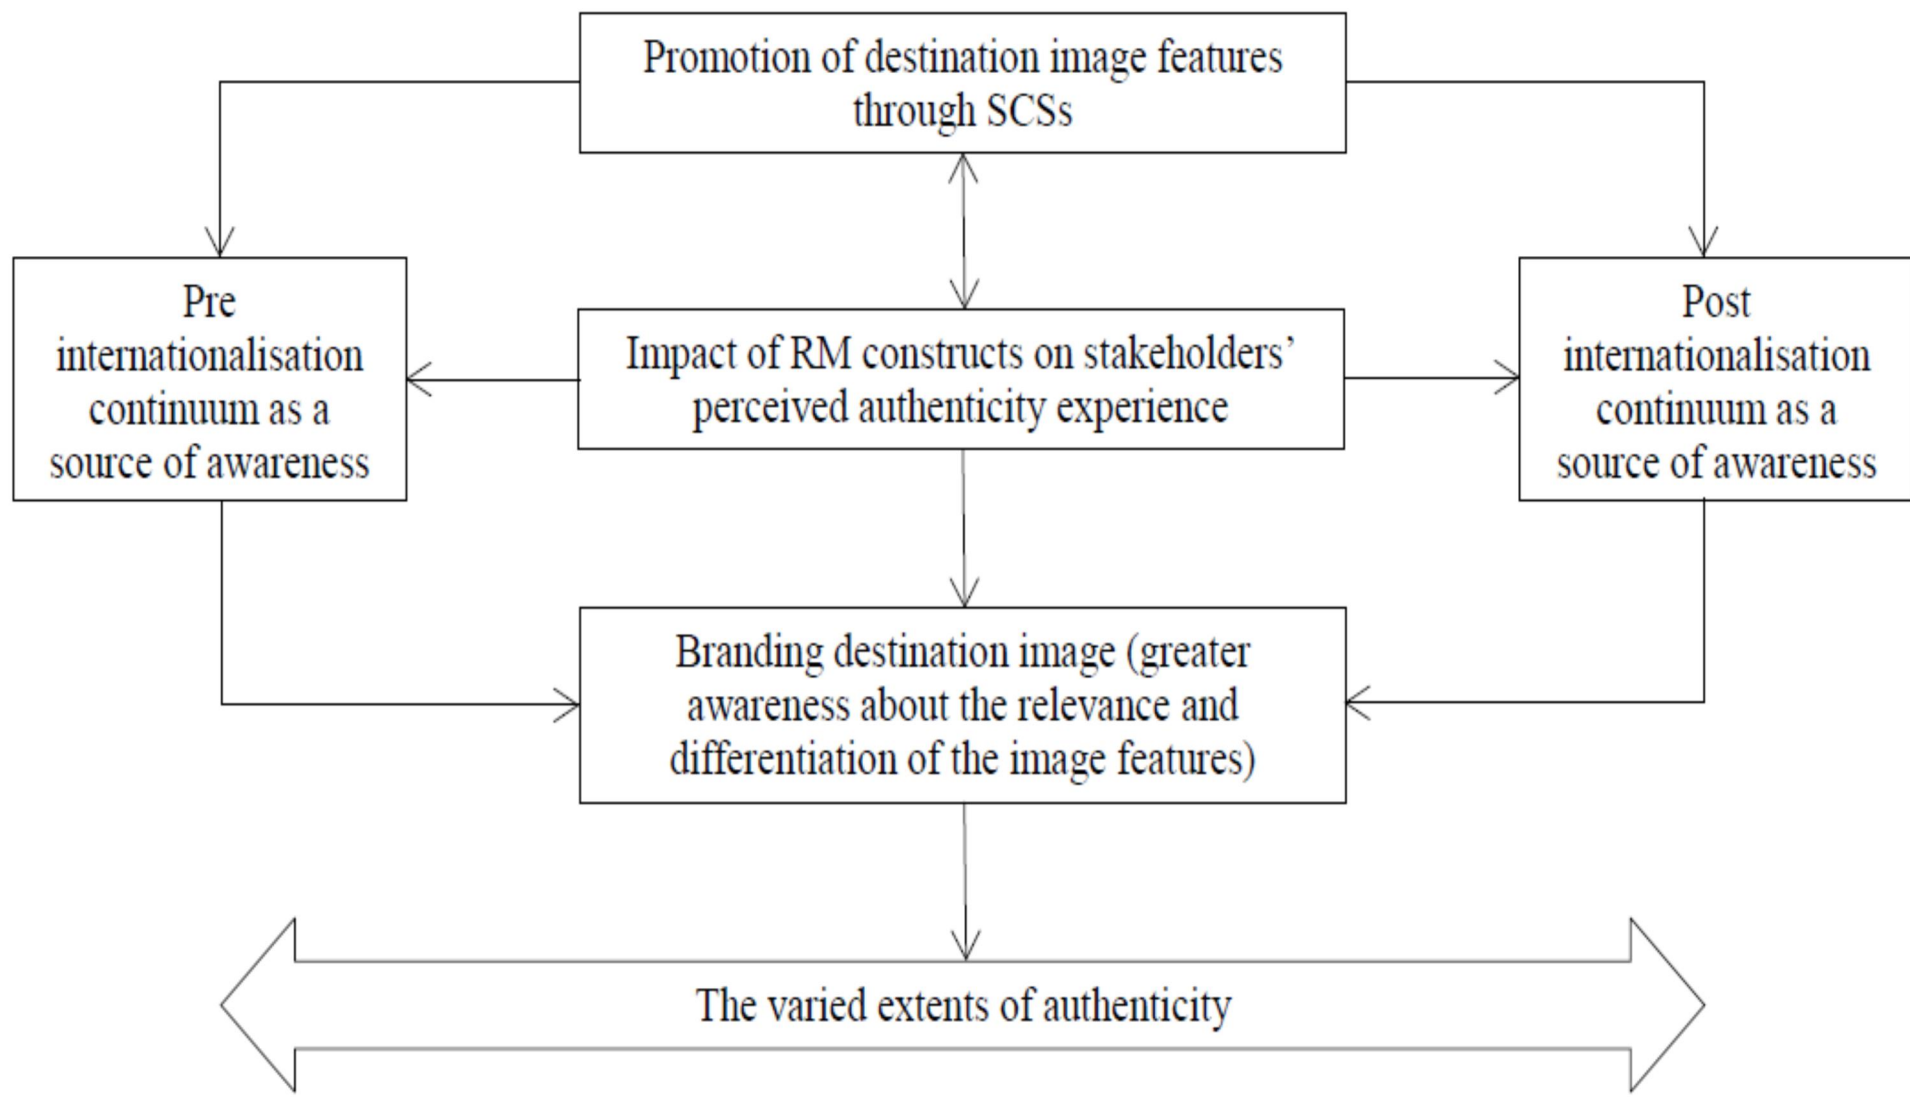 Promotion of destination image features
through SCSs
Pre
internationalisation
continuum as a
source of awareness
Impact of RM constructs on stakeholders’
perceived authenticity experience
Post
internationalisation
continuum as a
source of awareness
Branding destination image (greater
awareness about the relevance and
differentiation of the image features)
The varied extents of authenticity